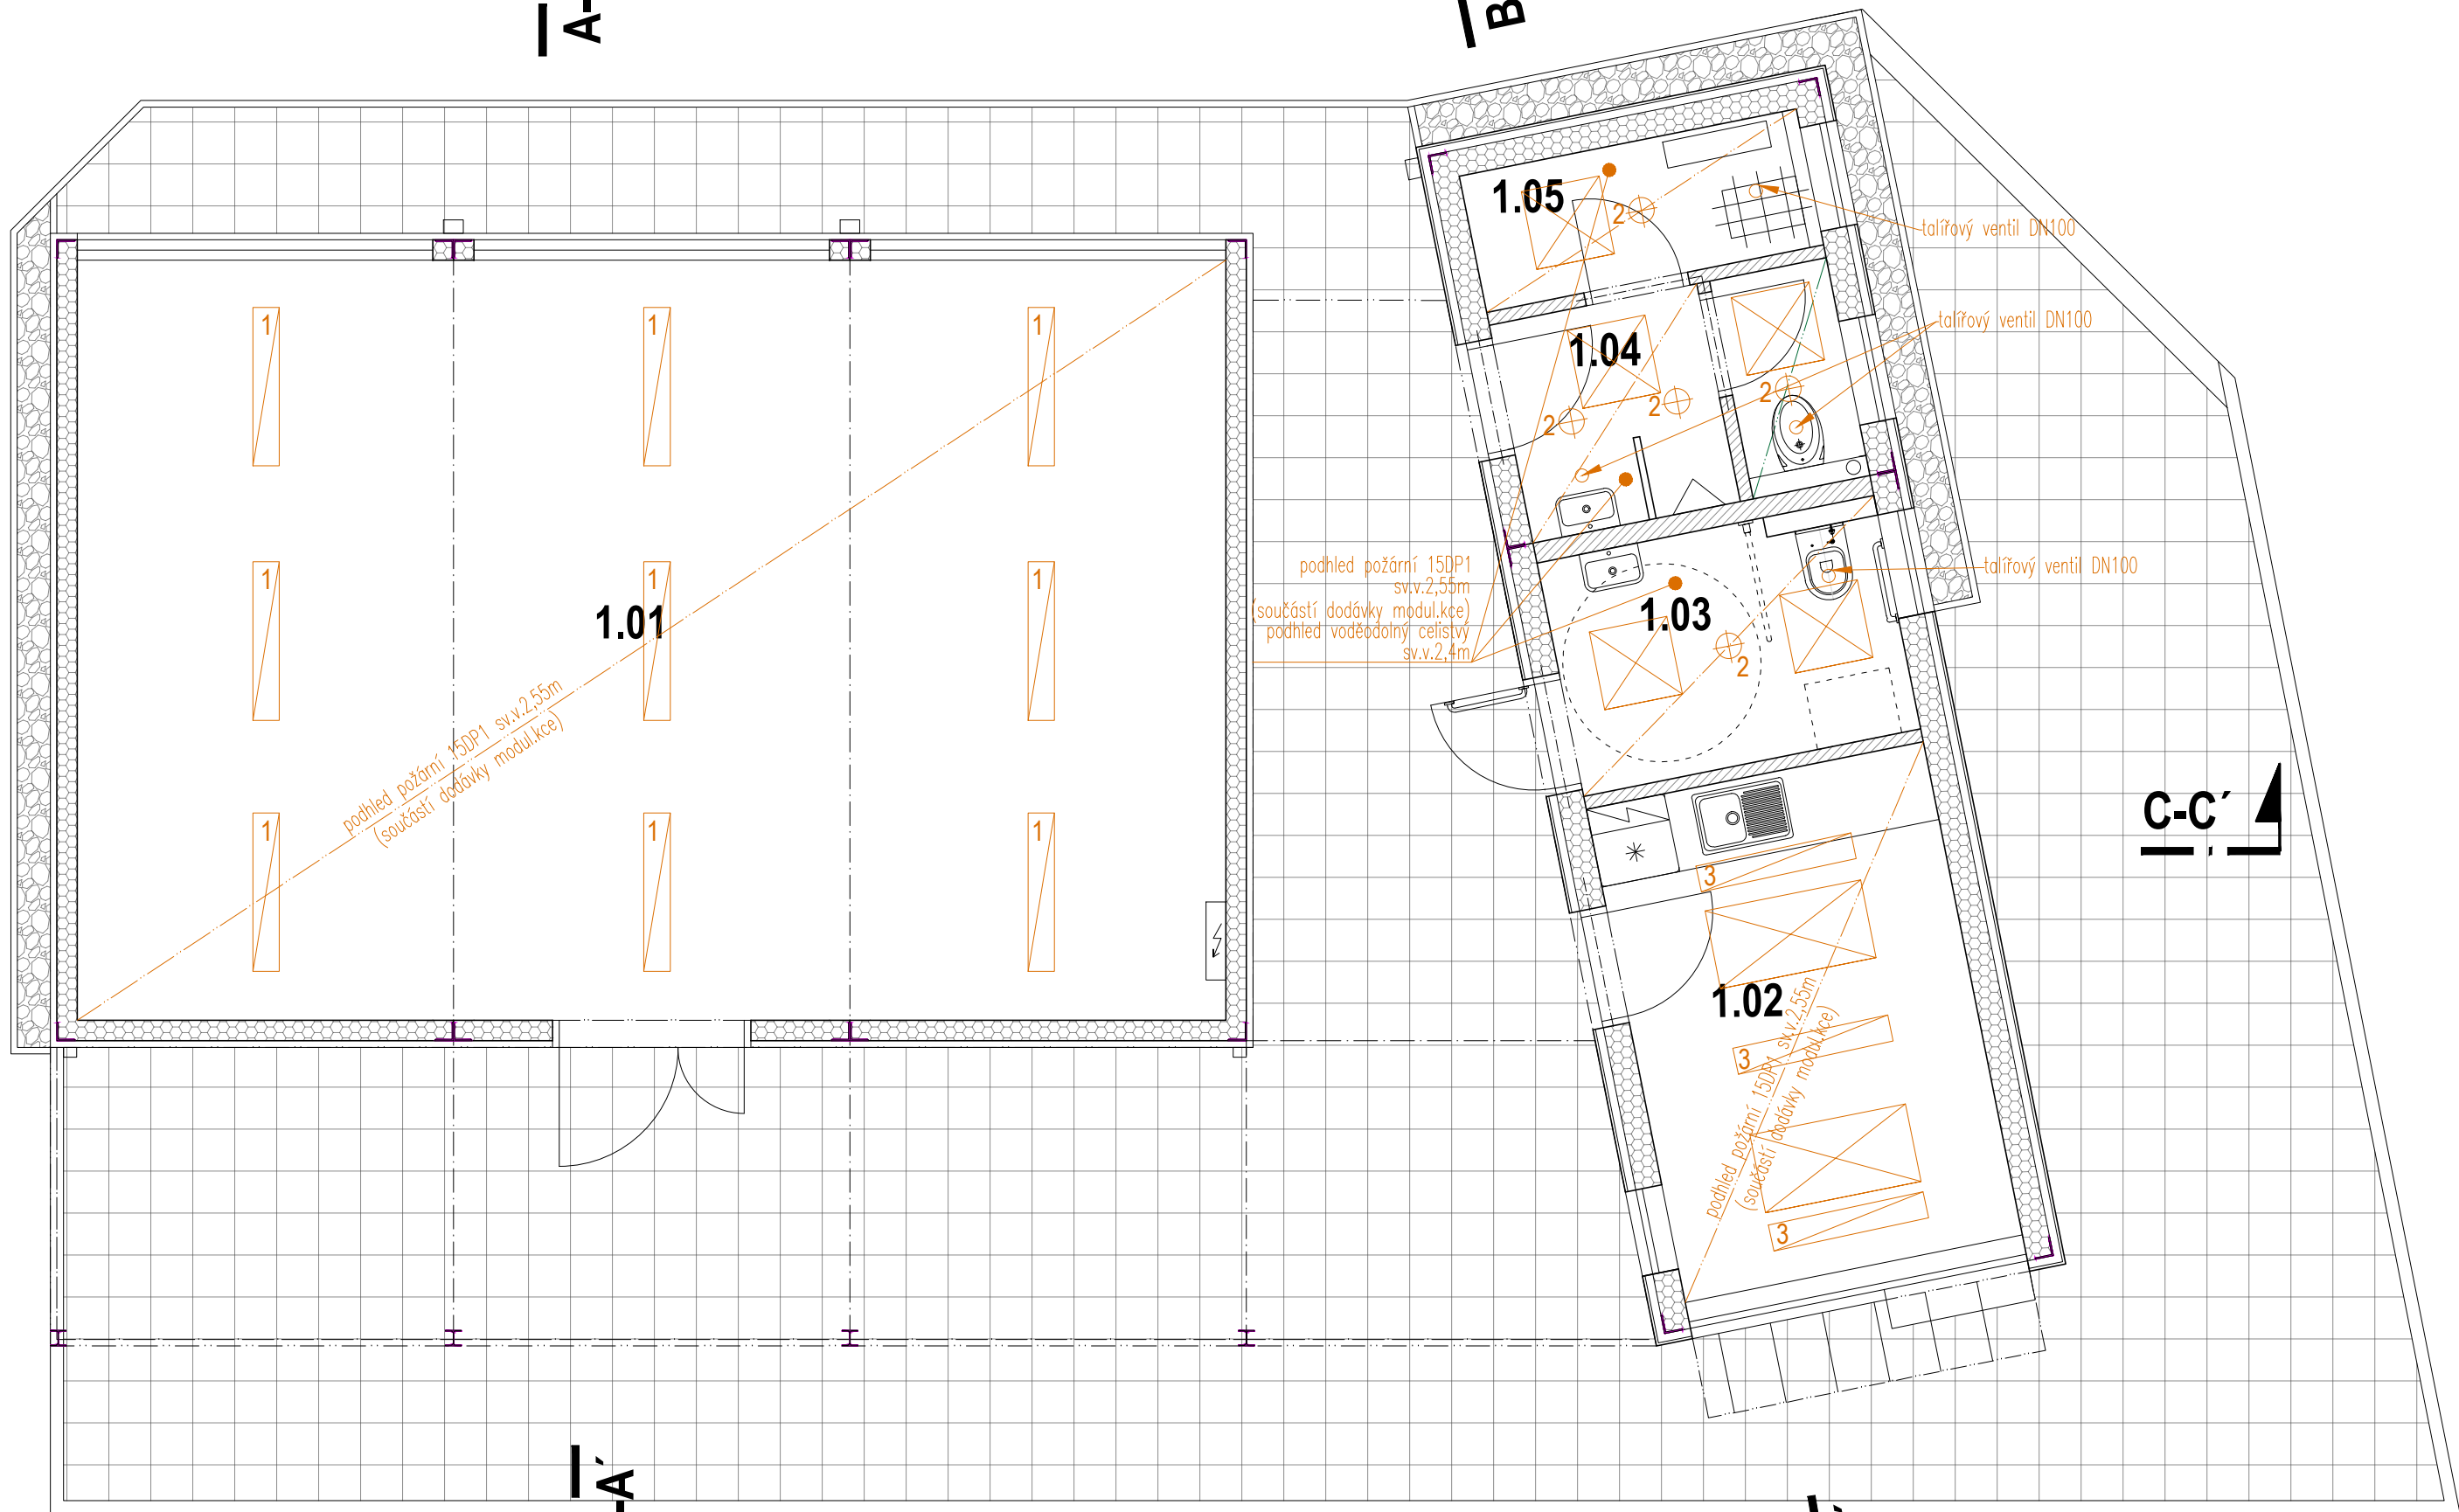 A-
B
1.05
2
talířový ventil DN100
talířový ventil DN100
1.04
2
2
2
1
1
1
podhled požární 15DP1
sv.v.2,55m
(součástí dodávky modul.kce)
podhled voděodolný celistvý
sv.v.2,4m
talířový ventil DN100
1.03
2
1
1
1
1.01
podhled požární 15DP1 sv.v.2,55m
(součástí dodávky modul.kce)
C-C´
1
1
1
3
1.02
3
podhled požární 15DP1 sv.v.2,55m
(součástí dodávky modul.kce)
3
A´